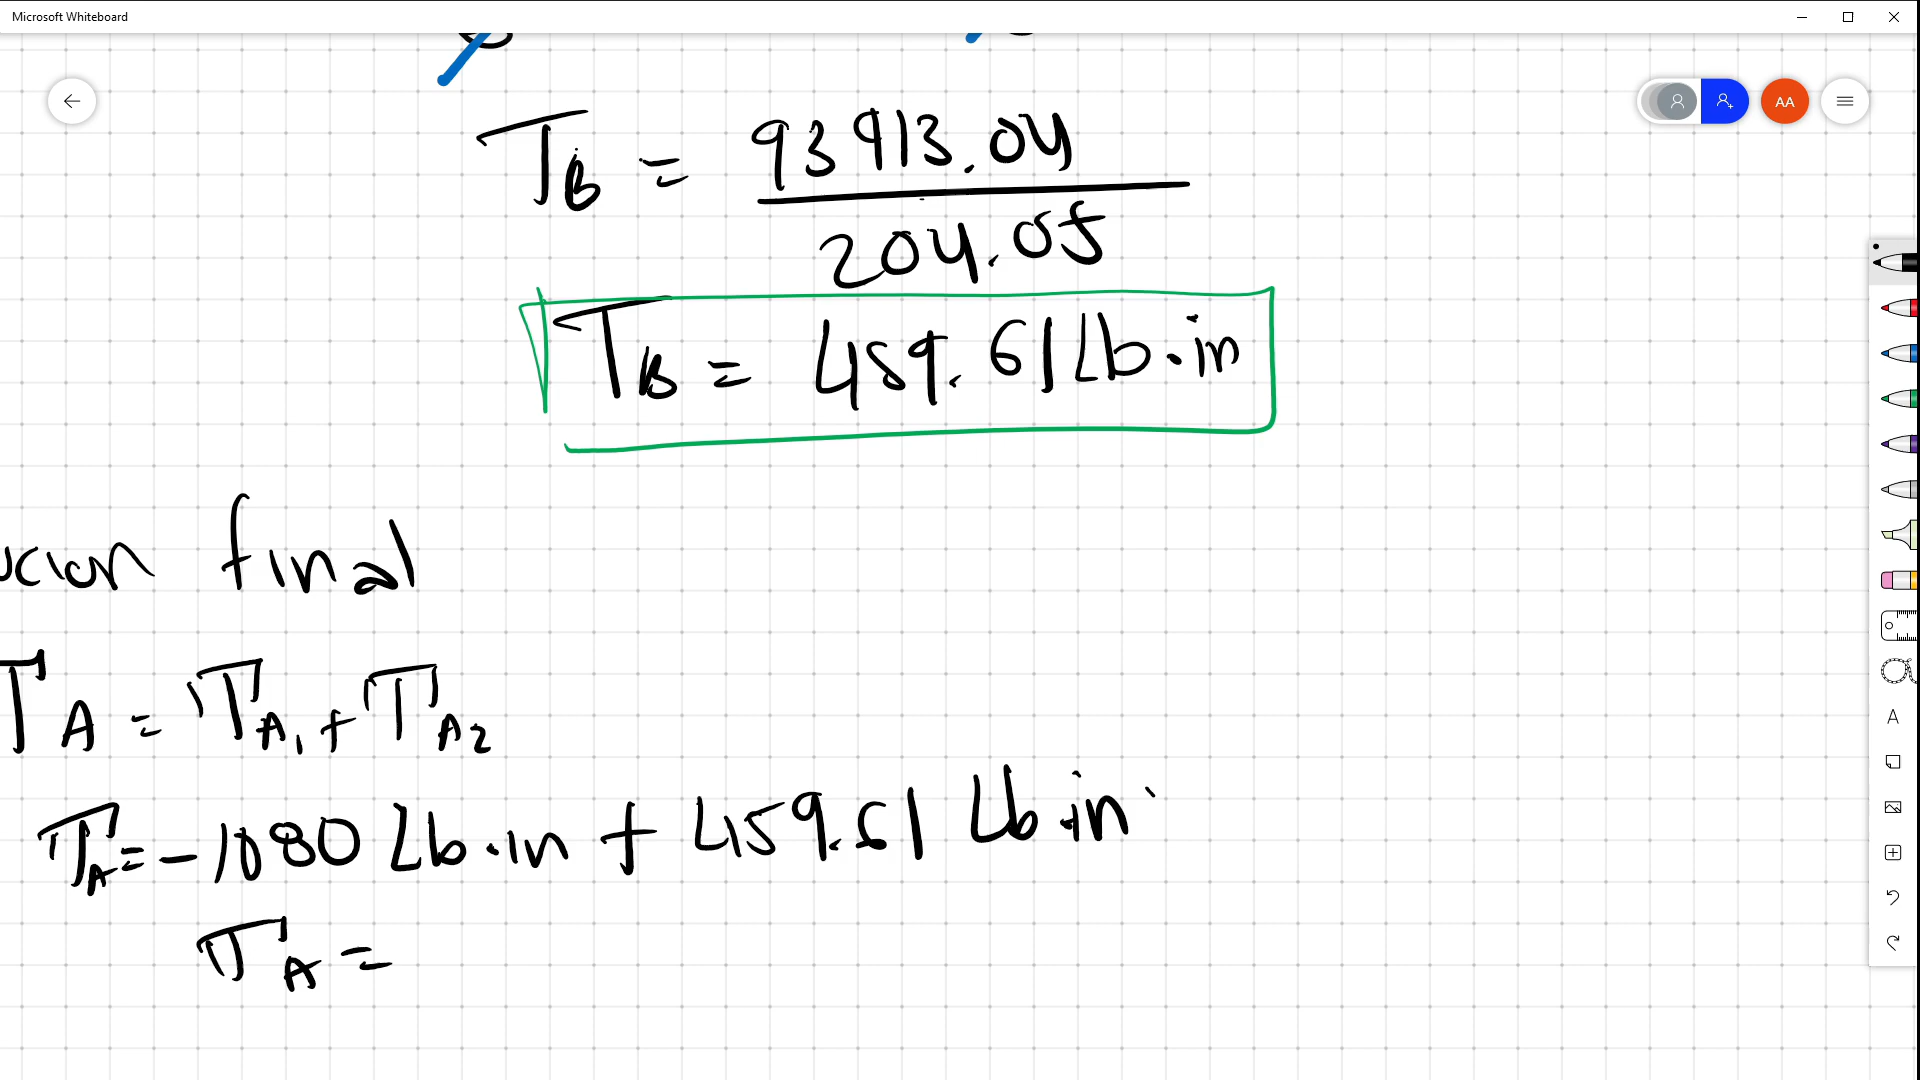 Microsoft Whiteboard
AA
T_B = 93913.04 / 204.05
T_B = 459.61 Lb.in
ucion final
T_A = T_A1 + T_A2
T_A = -1080 Lb.in + 459.61 Lb.in
T_A =
A